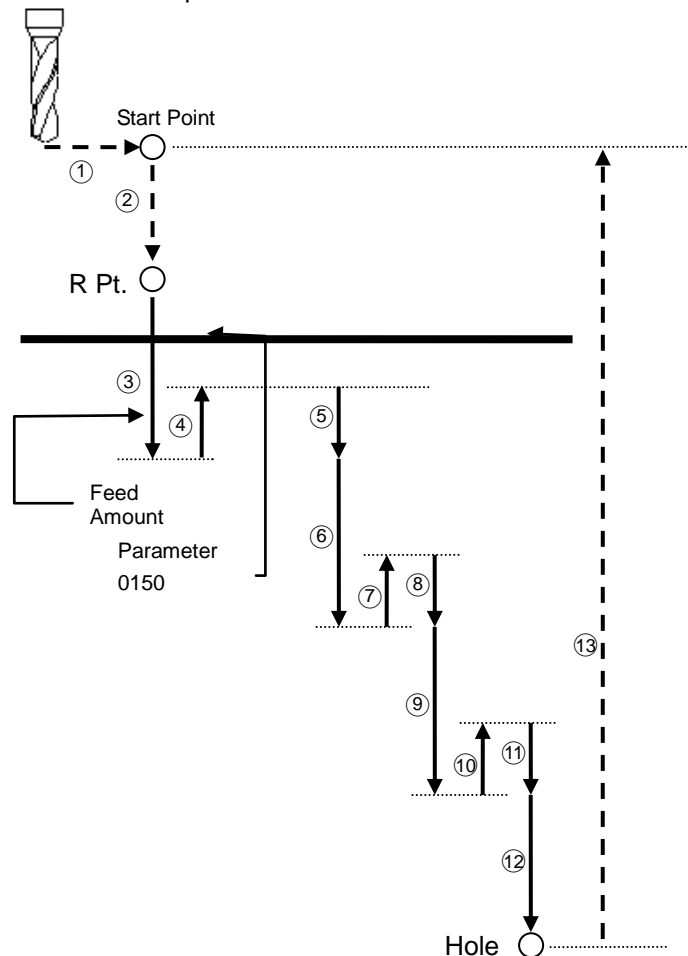 Start Point
①
②
R Pt.
③
④
⑤
Feed
Amount
Parameter
0150
⑥
⑦
⑧
⑨
⑩
⑪
⑫
⑬
Hole